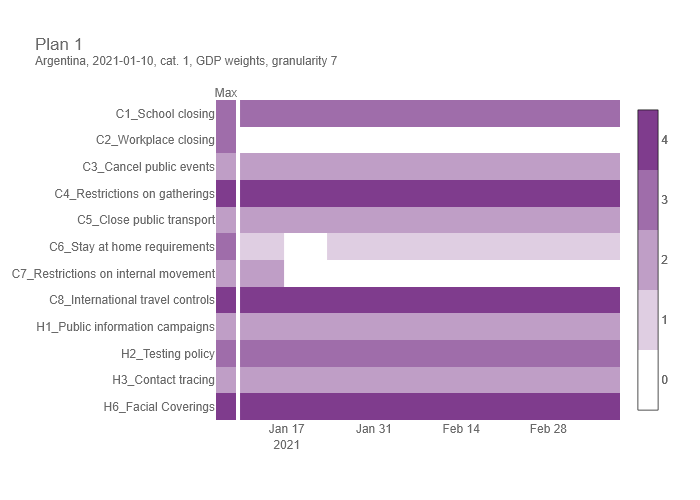 Plan 1
Argentina, 2021-01-10, cat. 1, GDP weights, granularity 7
Max
C1_School closing
C2_Workplace closing
C3_Cancel public events
C4_Restrictions on gatherings
C5_Close public transport
C6_Stay at home requirements
C7_Restrictions on internal movement
C8_International travel controls
H1_Public information campaigns
H2_Testing policy
H3_Contact tracing
H6_Facial Coverings
Jan 17 Jan 31 Feb 14 Feb 28
2021
4
3
2
1
0